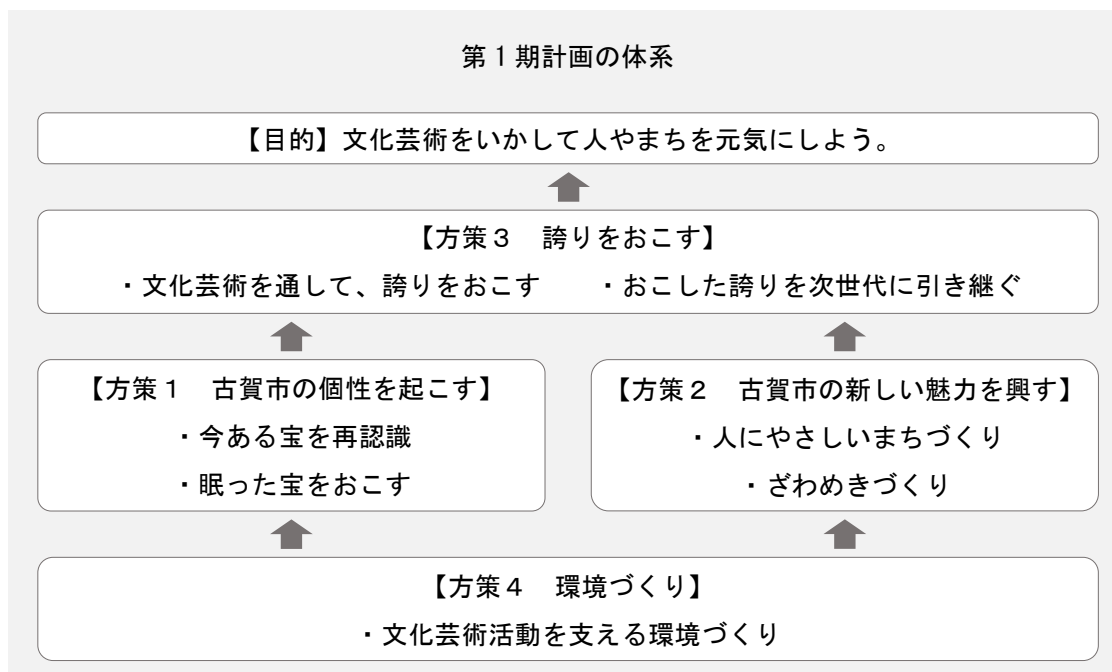 第1期計画の体系
【目的】文化芸術をいかして人やまちを元気にしよう。
【方策3　誇りをおこす】
・文化芸術を通して、誇りをおこす　　・おこした誇りを次世代に引き継ぐ
【方策1　古賀市の個性を起こす】
・今ある宝を再認識
・眠った宝をおこす
【方策2　古賀市の新しい魅力を興す】
・人にやさしいまちづくり
・ざわめきづくり
【方策4　環境づくり】
・文化芸術活動を支える環境づくり